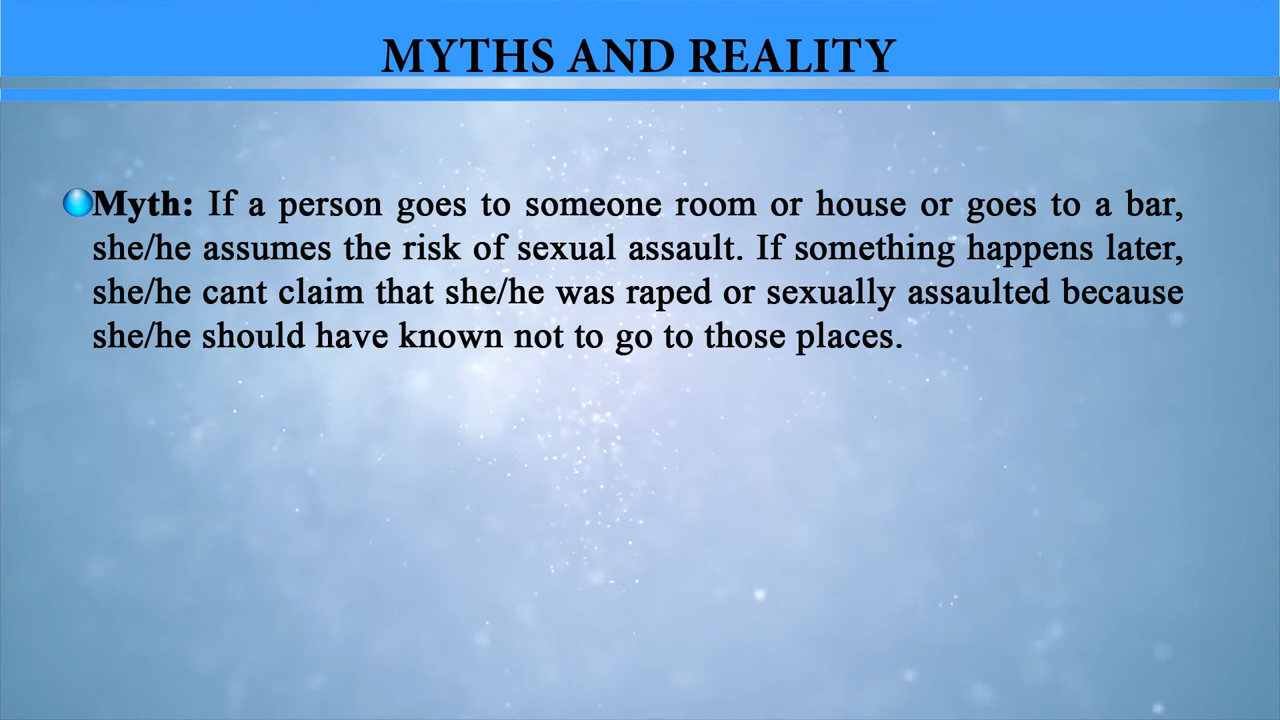 MYTHS AND REALITY
Myth: If a person goes to someone room or house or goes to a bar,
she/he assumes the risk of sexual assault. If something happens later,
she/he cant claim that she/he was raped or sexually assaulted because
she/he should have known not to go to those places.